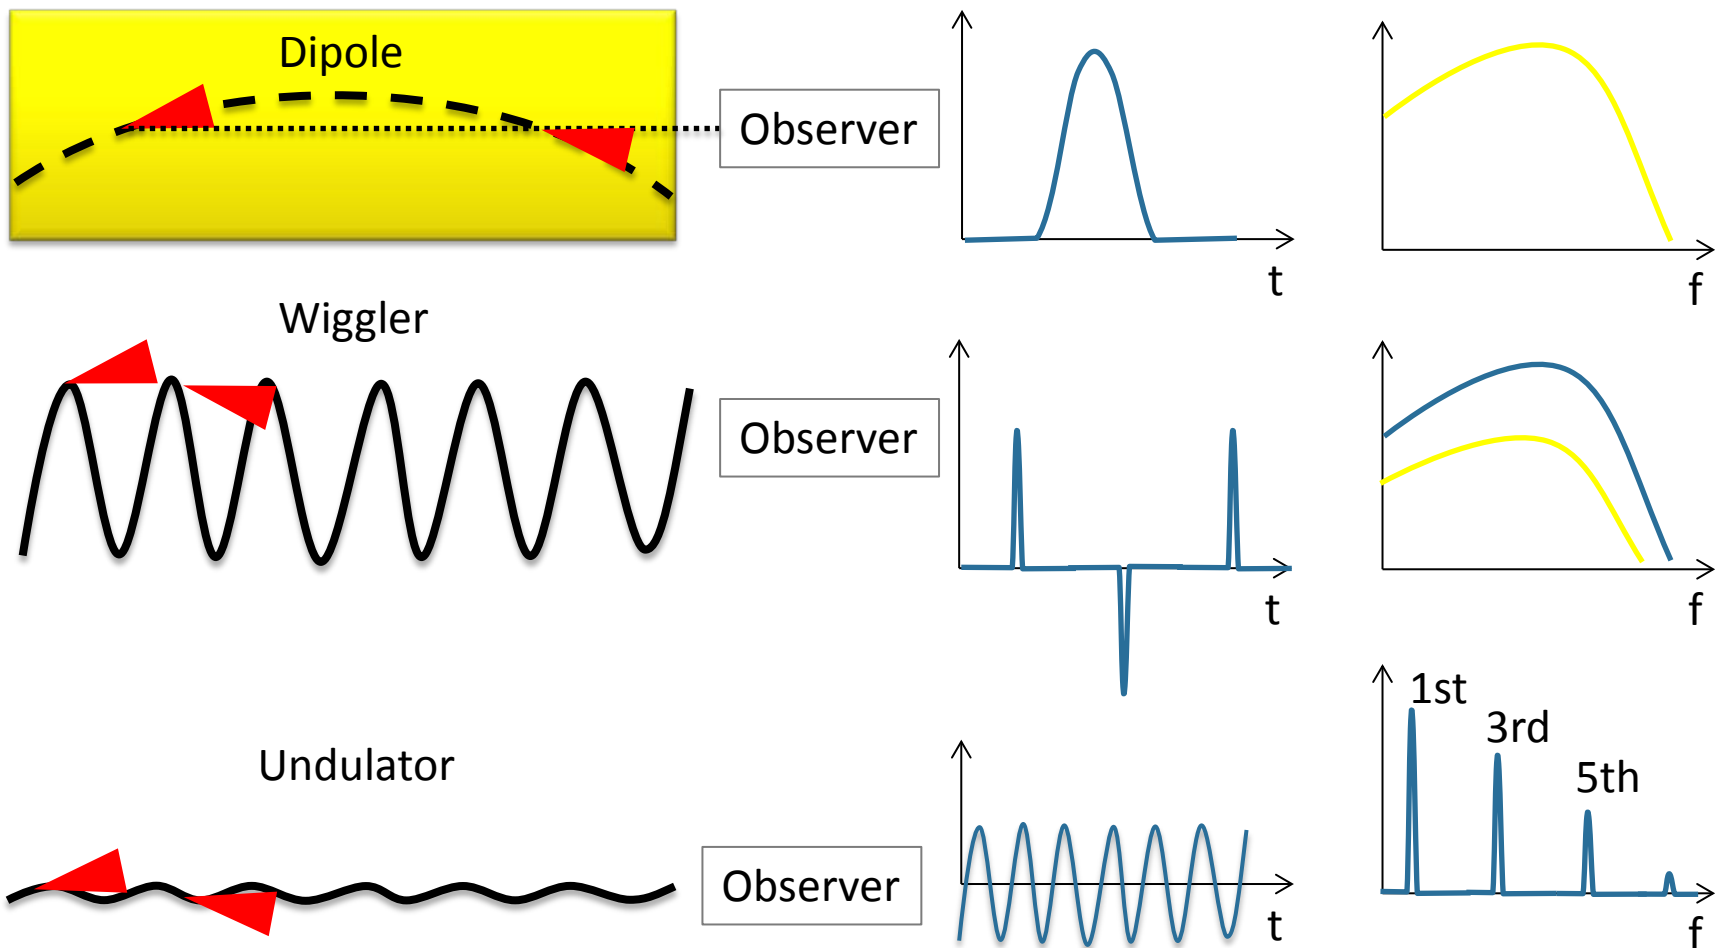 Dipole
Observer
t
f
Wiggler
Observer
t
f
Undulator
Observer
t
1st
3rd
5th
f